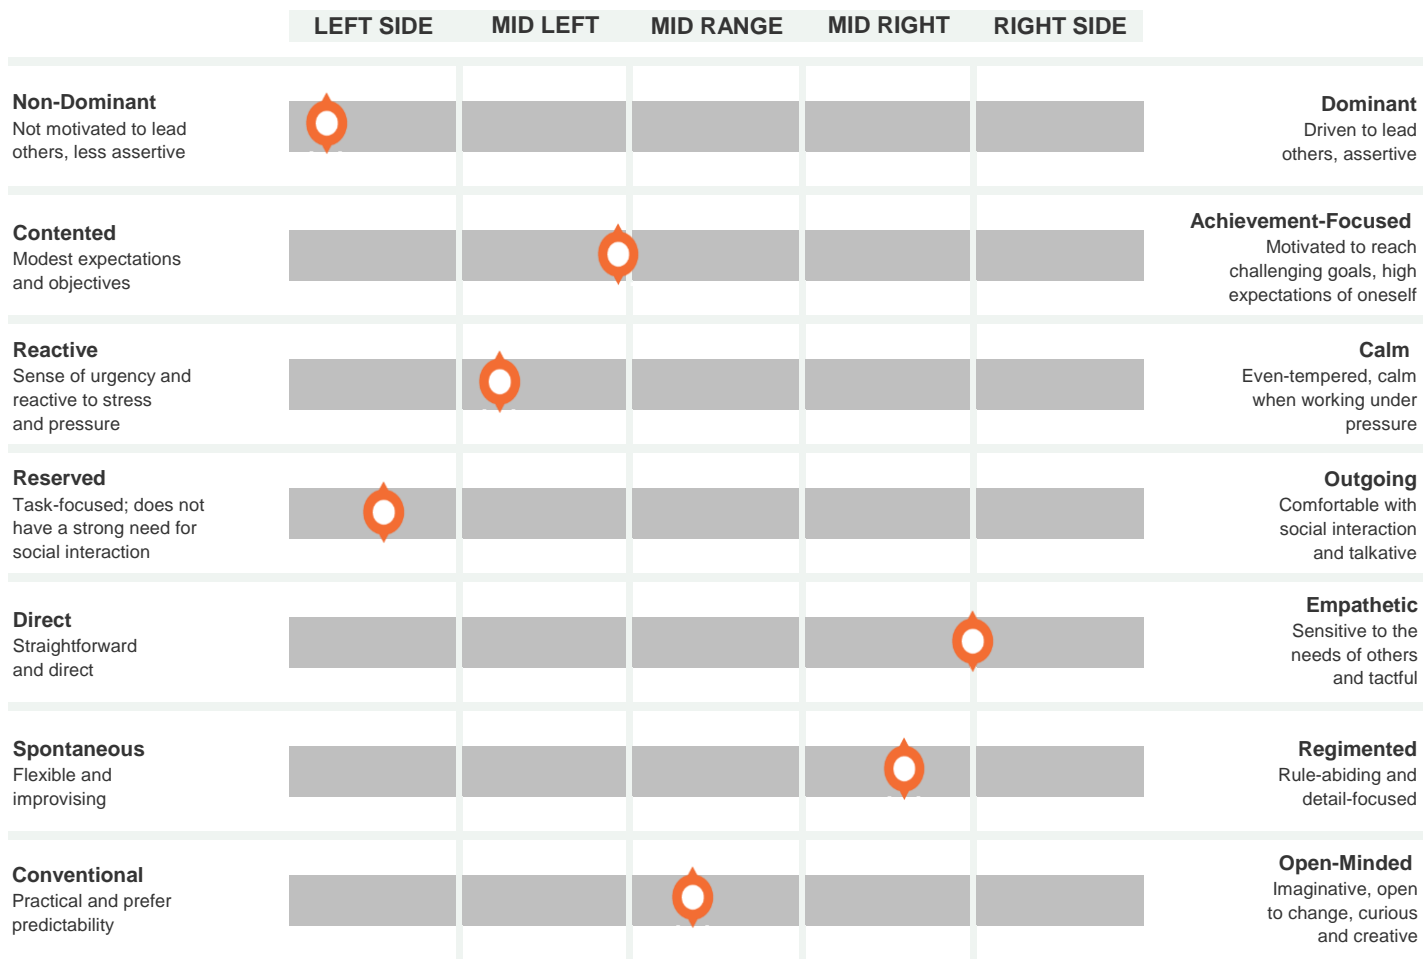 LEFT SIDE MID LEFT MID RANGE MID RIGHT RIGHT SIDE
Non-Dominant
Not motivated to lead
others, less assertive
Dominant
Driven to lead
others, assertive
Contented
Modest expectations
and objectives
Achievement-Focused
Motivated to reach
challenging goals, high
expectations of oneself
Reactive
Sense of urgency and
reactive to stress
and pressure
Calm
Even-tempered, calm
when working under
pressure
Reserved
Task-focused; does not
have a strong need for
social interaction
Outgoing
Comfortable with
social interaction
and talkative
Direct
Straightforward
and direct
Empathetic
Sensitive to the
needs of others
and tactful
Spontaneous
Flexible and
improvising
Regimented
Rule-abiding and
detail-focused
Conventional
Practical and prefer
predictability
Open-Minded
Imaginative, open
to change, curious
and creative